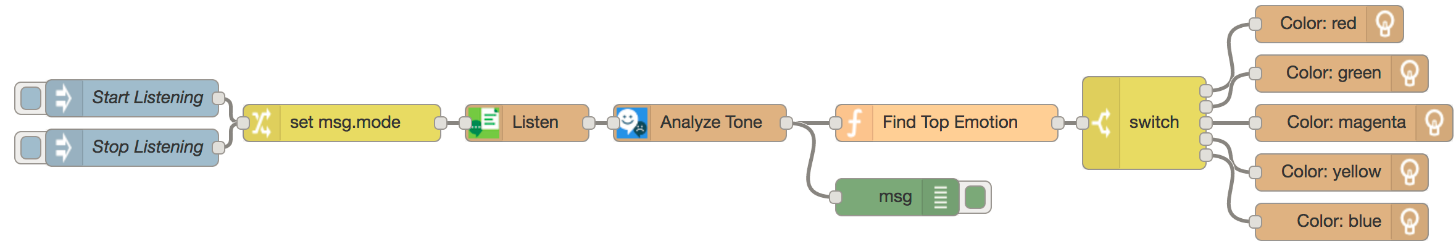 Start Listening
Stop Listening
set msg.mode
Listen
Analyze Tone
Find Top Emotion
msg
switch
Color: red
Color: green
Color: magenta
Color: yellow
Color: blue